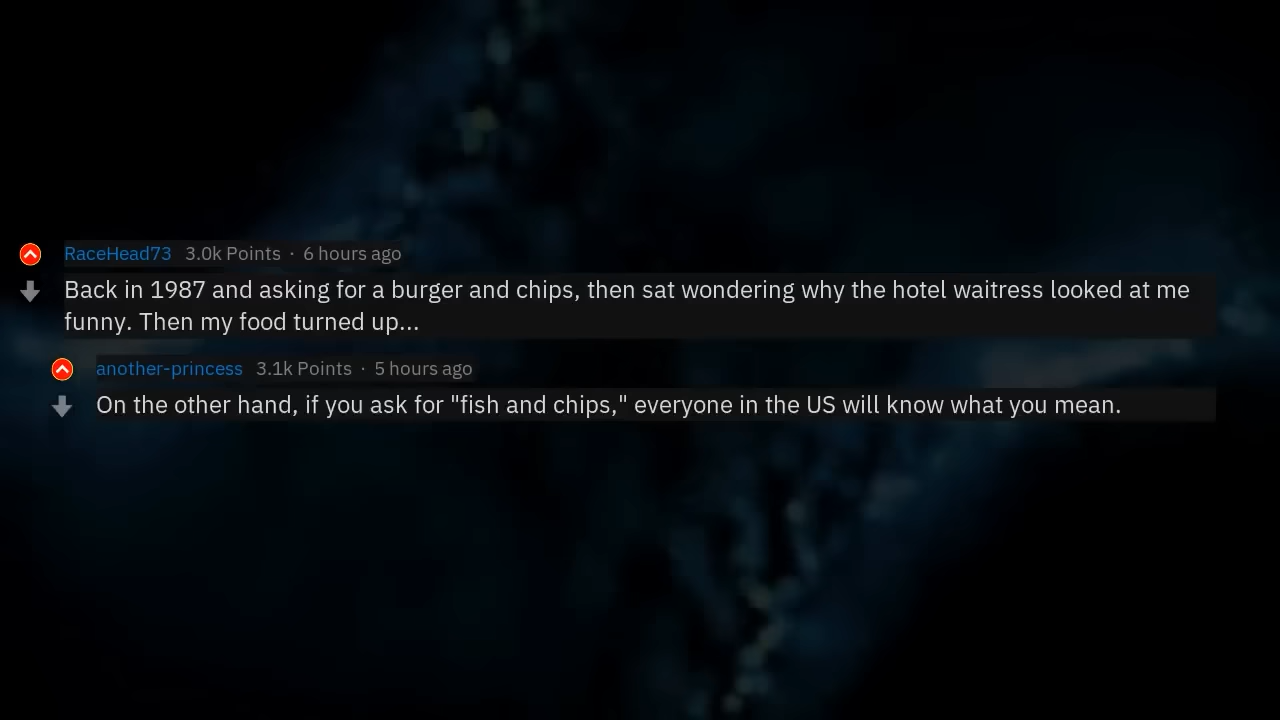 RaceHead73 3.0k Points · 6 hours ago
Back in 1987 and asking for a burger and chips, then sat wondering why the hotel waitress looked at me
funny. Then my food turned up...
another-princess 3.1k Points · 5 hours ago
On the other hand, if you ask for "fish and chips," everyone in the US will know what you mean.